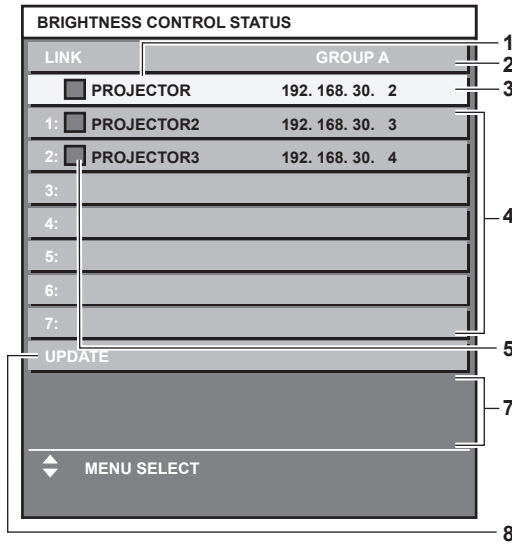 BRIGHTNESS CONTROL STATUS
LINK GROUP A
PROJECTOR 192. 168. 30. 2
1: PROJECTOR2 192. 168. 30. 3
2: PROJECTOR3 192. 168. 30. 4
3:
4:
5:
6:
7:
UPDATE
MENU SELECT
1
2
3
4
5
7
8